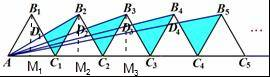 B₁ B₂ B₃ B₄ B₅
D₁ D₂ D₃ D₄ ...
A M₁ C₁ M₂ C₂ M₃ C₃ C₄ C₅